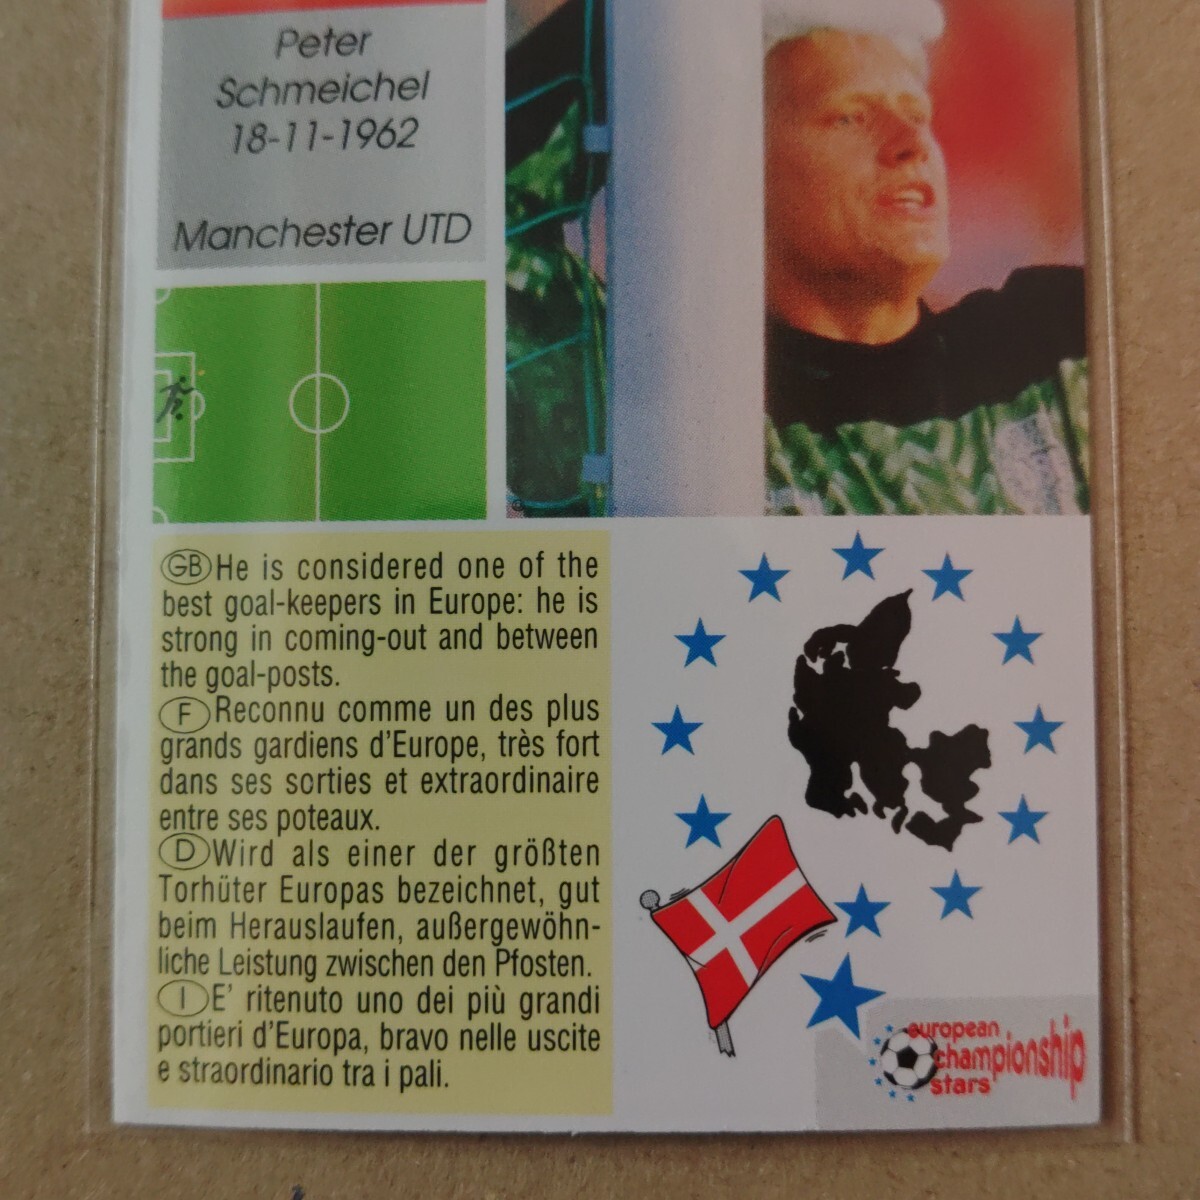 Peter
Schmeichel
18-11-1962
Manchester UTD
GB He is considered one of the
best goal-keepers in Europe: he is
strong in coming-out and between
the goal-posts.
F Reconnu comme un des plus
grands gardiens d'Europe, très fort
dans ses sorties et extraordinaire
entre ses poteaux.
D Wird als einer der größten
Torhüter Europas bezeichnet, gut
beim Herauslaufen, außergewöhn-
liche Leistung zwischen den Pfosten.
I E' ritenuto uno dei più grandi
portieri d'Europa, bravo nelle uscite
e straordinario tra i pali.
european
championship
stars